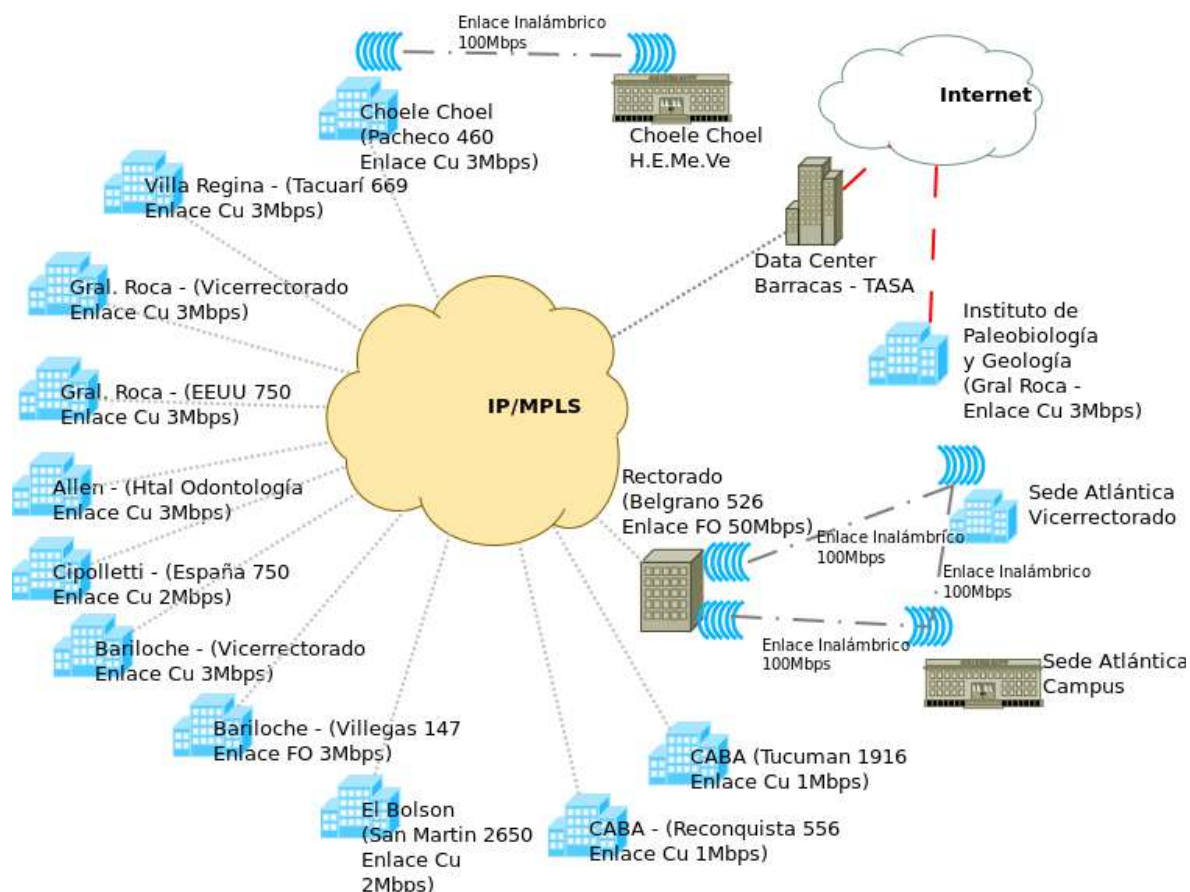 Enlace Inalámbrico
100Mbps
Choele Choel
(Pacheco 460
Enlace Cu 3Mbps)
Choele Choel
H.E.Me.Ve
Internet
Villa Regina - (Tacuarí 669
Enlace Cu 3Mbps)
Data Center
Barracas - TASA
Gral. Roca - (Vicerrectorado
Enlace Cu 3Mbps)
Instituto de
Paleobiología
y Geología
(Gral Roca -
Enlace Cu 3Mbps)
Gral. Roca - (EEUU 750
Enlace Cu 3Mbps)
IP/MPLS
Allen - (Htal Odontología
Enlace Cu 3Mbps)
Rectorado
(Belgrano 526
Enlace FO 50Mbps)
Sede Atlántica
Vicerrectorado
Enlace Inalámbrico
100Mbps
Enlace Inalámbrico
100Mbps
Cipolletti - (España 750
Enlace Cu 2Mbps)
Enlace Inalámbrico
100Mbps
Sede Atlántica
Campus
Bariloche - (Vicerrectorado
Enlace Cu 3Mbps)
Bariloche - (Villegas 147
Enlace FO 3Mbps)
CABA (Tucuman 1916
Enlace Cu 1Mbps)
El Bolson
(San Martin 2650
Enlace Cu
2Mbps)
CABA - (Reconquista 556
Enlace Cu 1Mbps)